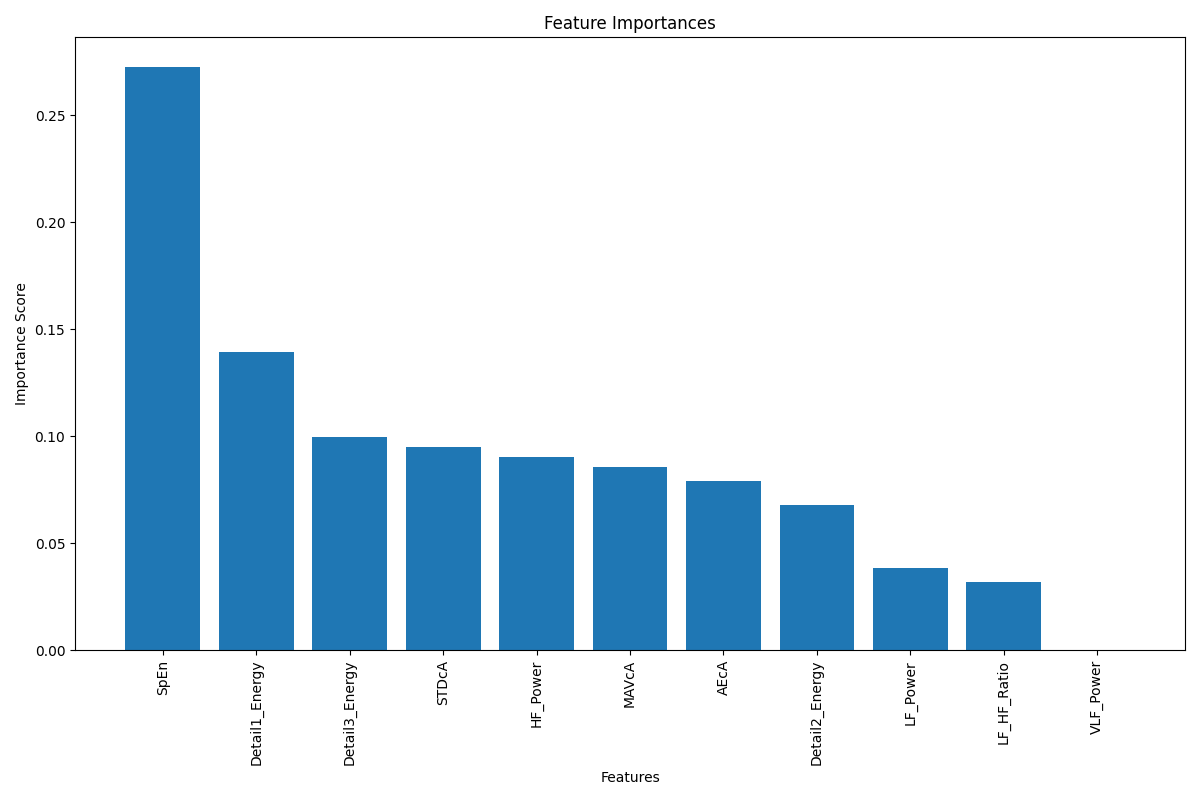 Feature Importances
Importance Score
0.25
0.20
0.15
0.10
0.05
0.00
SpEn
Detail1_Energy
Detail3_Energy
STDcA
HF_Power
MAVcA
AEcA
Detail2_Energy
LF_Power
LF_HF_Ratio
VLF_Power
Features